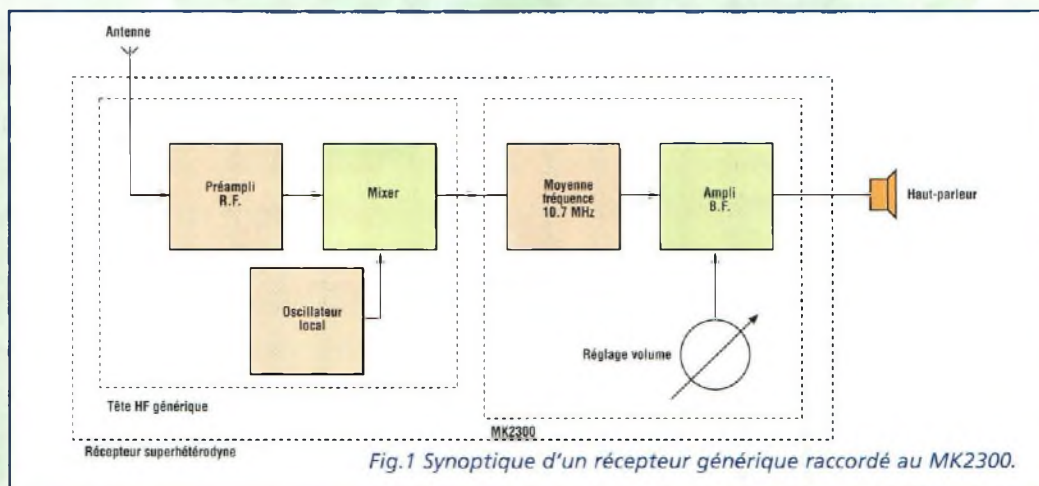 Antenne
Préampli
R.F.
Mixer
Moyenne
fréquence
10.7 MHz
Ampli
B.F.
Haut-parleur
Oscillateur
local
Réglage volume
Tête HF générique
MK2300
Récepteur superhétérodyne
Fig.1 Synoptique d'un récepteur générique raccordé au MK2300.